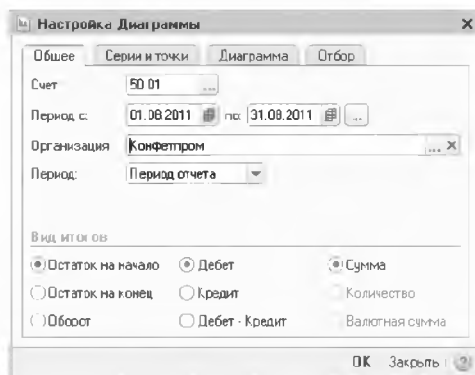 Настройка Диаграммы
Общее Серии и точки Диаграмма Отбор
Счет 50.01 ...
Период с: 01.08.2011 по: 31.08.2011 ...
Организация Конфетпром ... ×
Период: Период отчета
Вид итогов
Остаток на начало Дебет Сумма
Остаток на конец Кредит Количество
Оборот Дебет - Кредит Валютная сумма
OK Закрыть ?